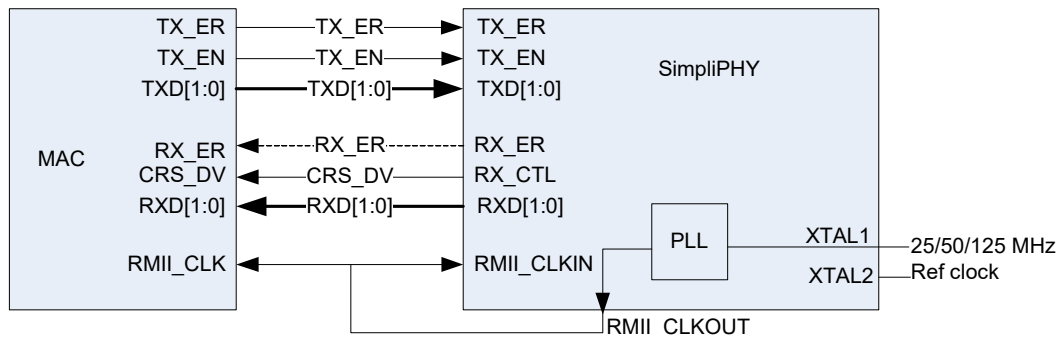 TX_ER TX_ER TX_ER
TX_EN TX_EN TX_EN
SimpliPHY
TXD[1:0] TXD[1:0] TXD[1:0]
MAC
RX_ER RX_ER RX_ER
CRS_DV CRS_DV RX_CTL
RXD[1:0] RXD[1:0] RXD[1:0]
PLL
XTAL1
25/50/125 MHz
RMII_CLK RMII_CLKIN
XTAL2
Ref clock
RMII_CLKOUT